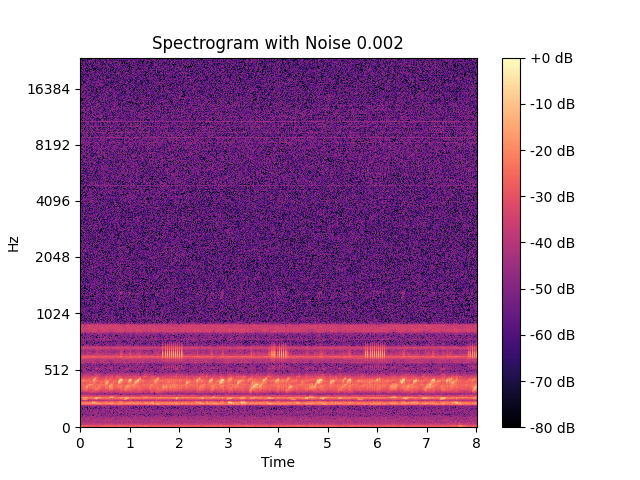 Spectrogram with Noise 0.002
Hz
16384
8192
4096
2048
1024
512
0
0 1 2 3 4 5 6 7 8
Time
+0 dB
-10 dB
-20 dB
-30 dB
-40 dB
-50 dB
-60 dB
-70 dB
-80 dB